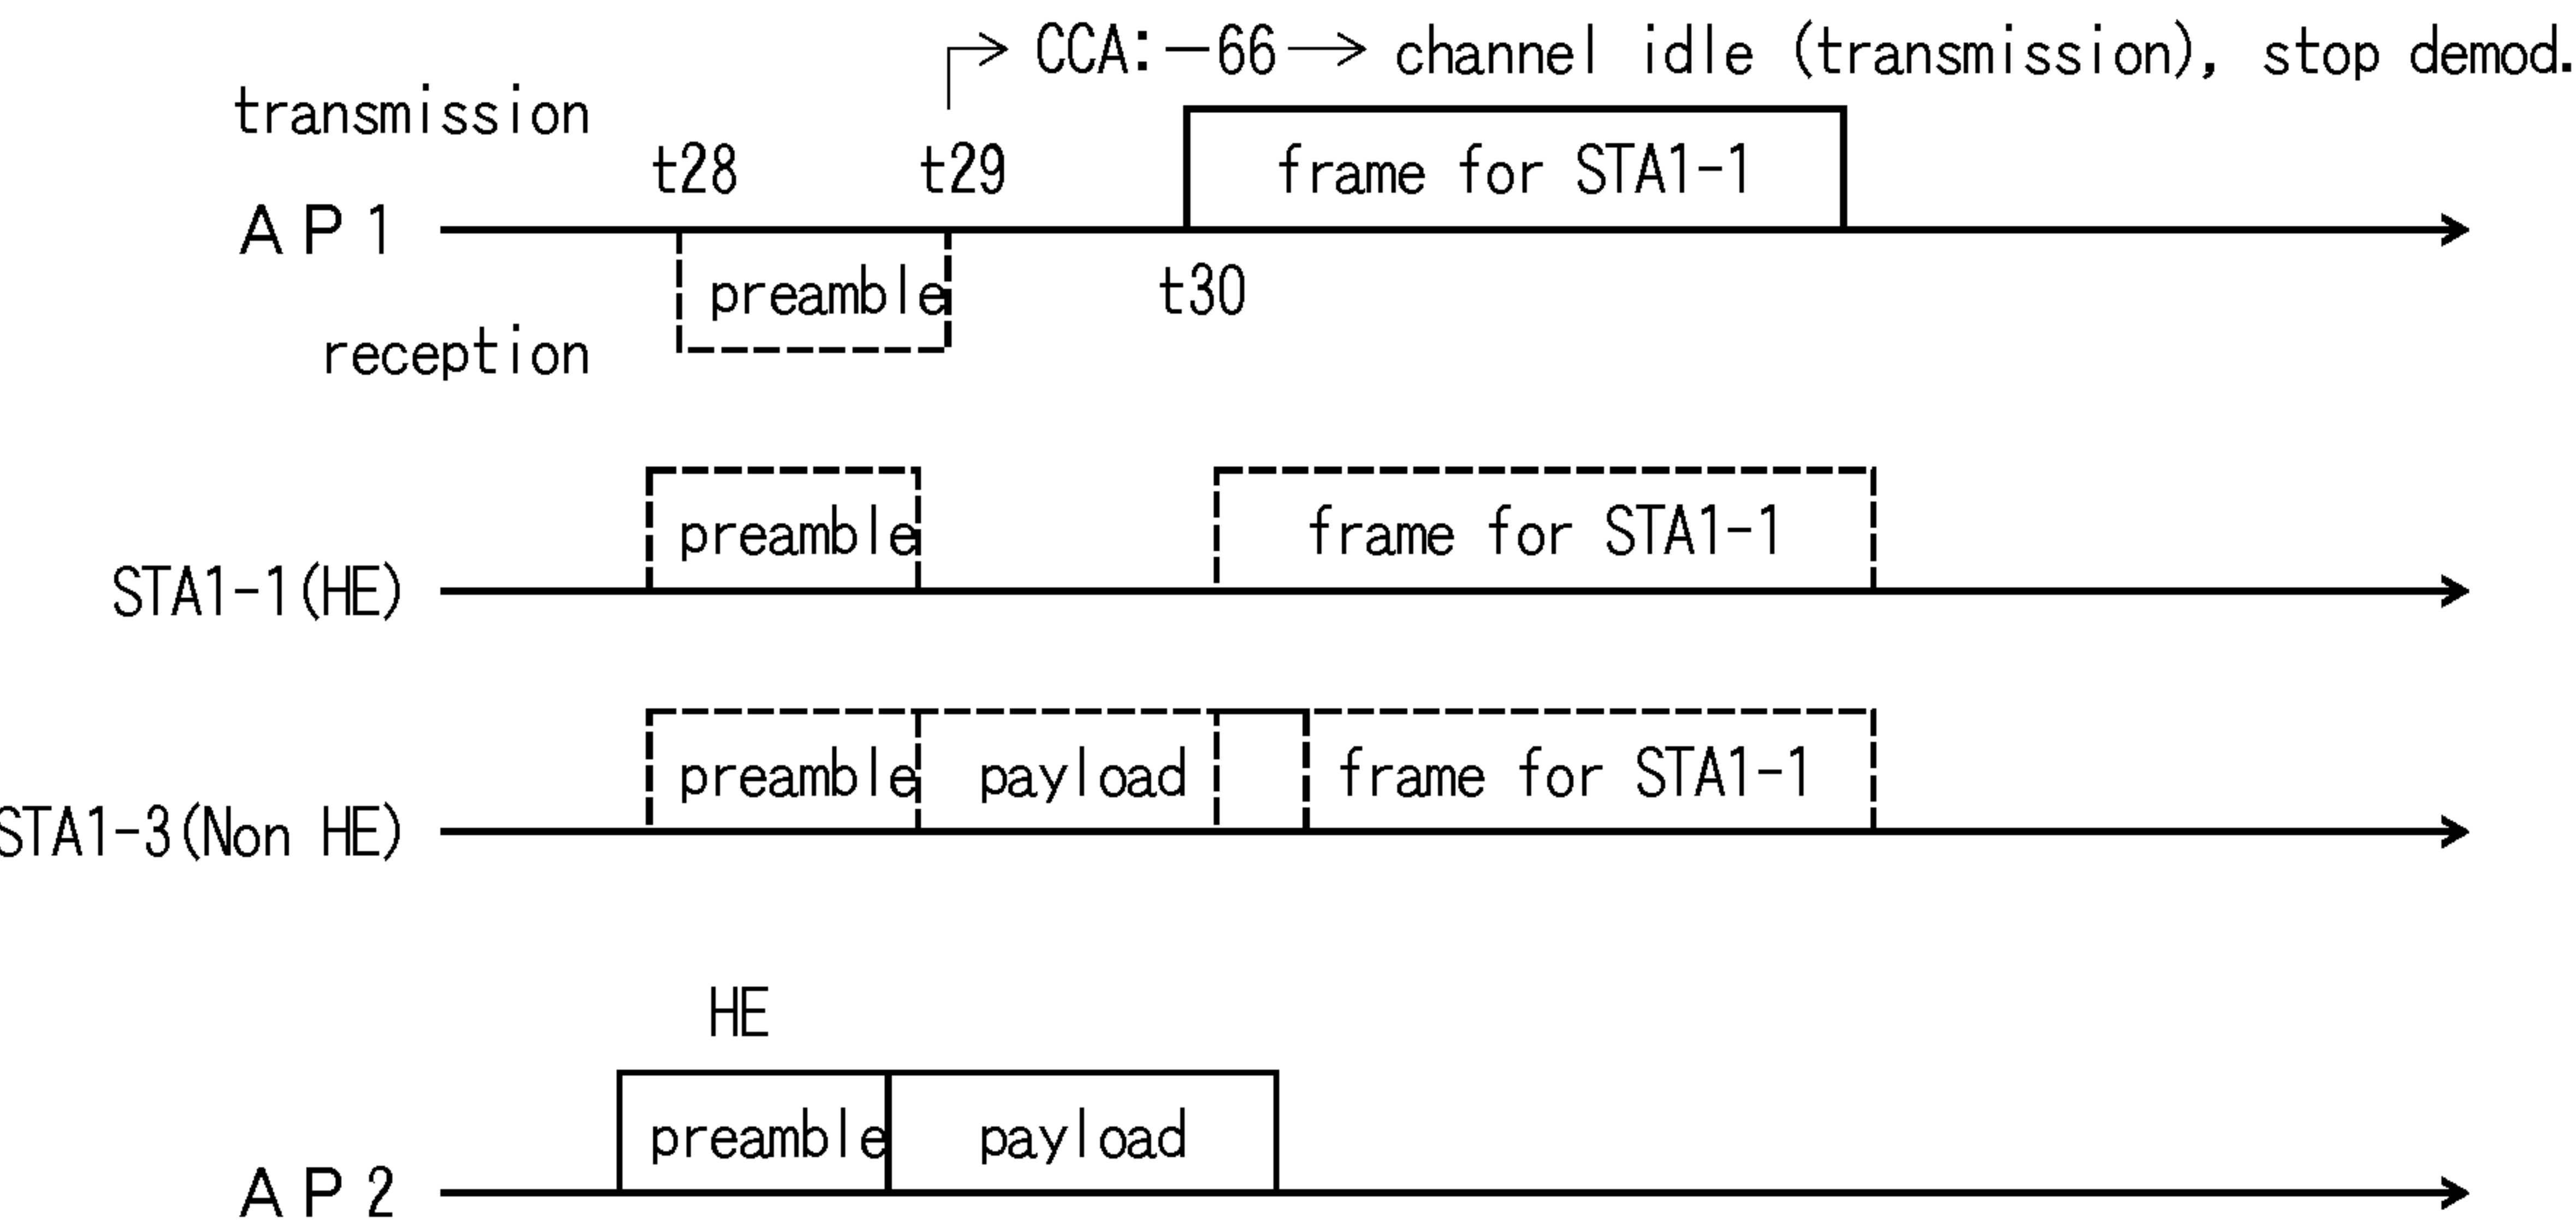 CCA:−66→ channel idle (transmission), stop demod.
transmission
t28 t29 frame for STA1-1
AP1
preamble t30
reception
preamble frame for STA1-1
STA1-1(HE)
preamble payload frame for STA1-1
STA1-3(Non HE)
HE
preamble payload
AP2